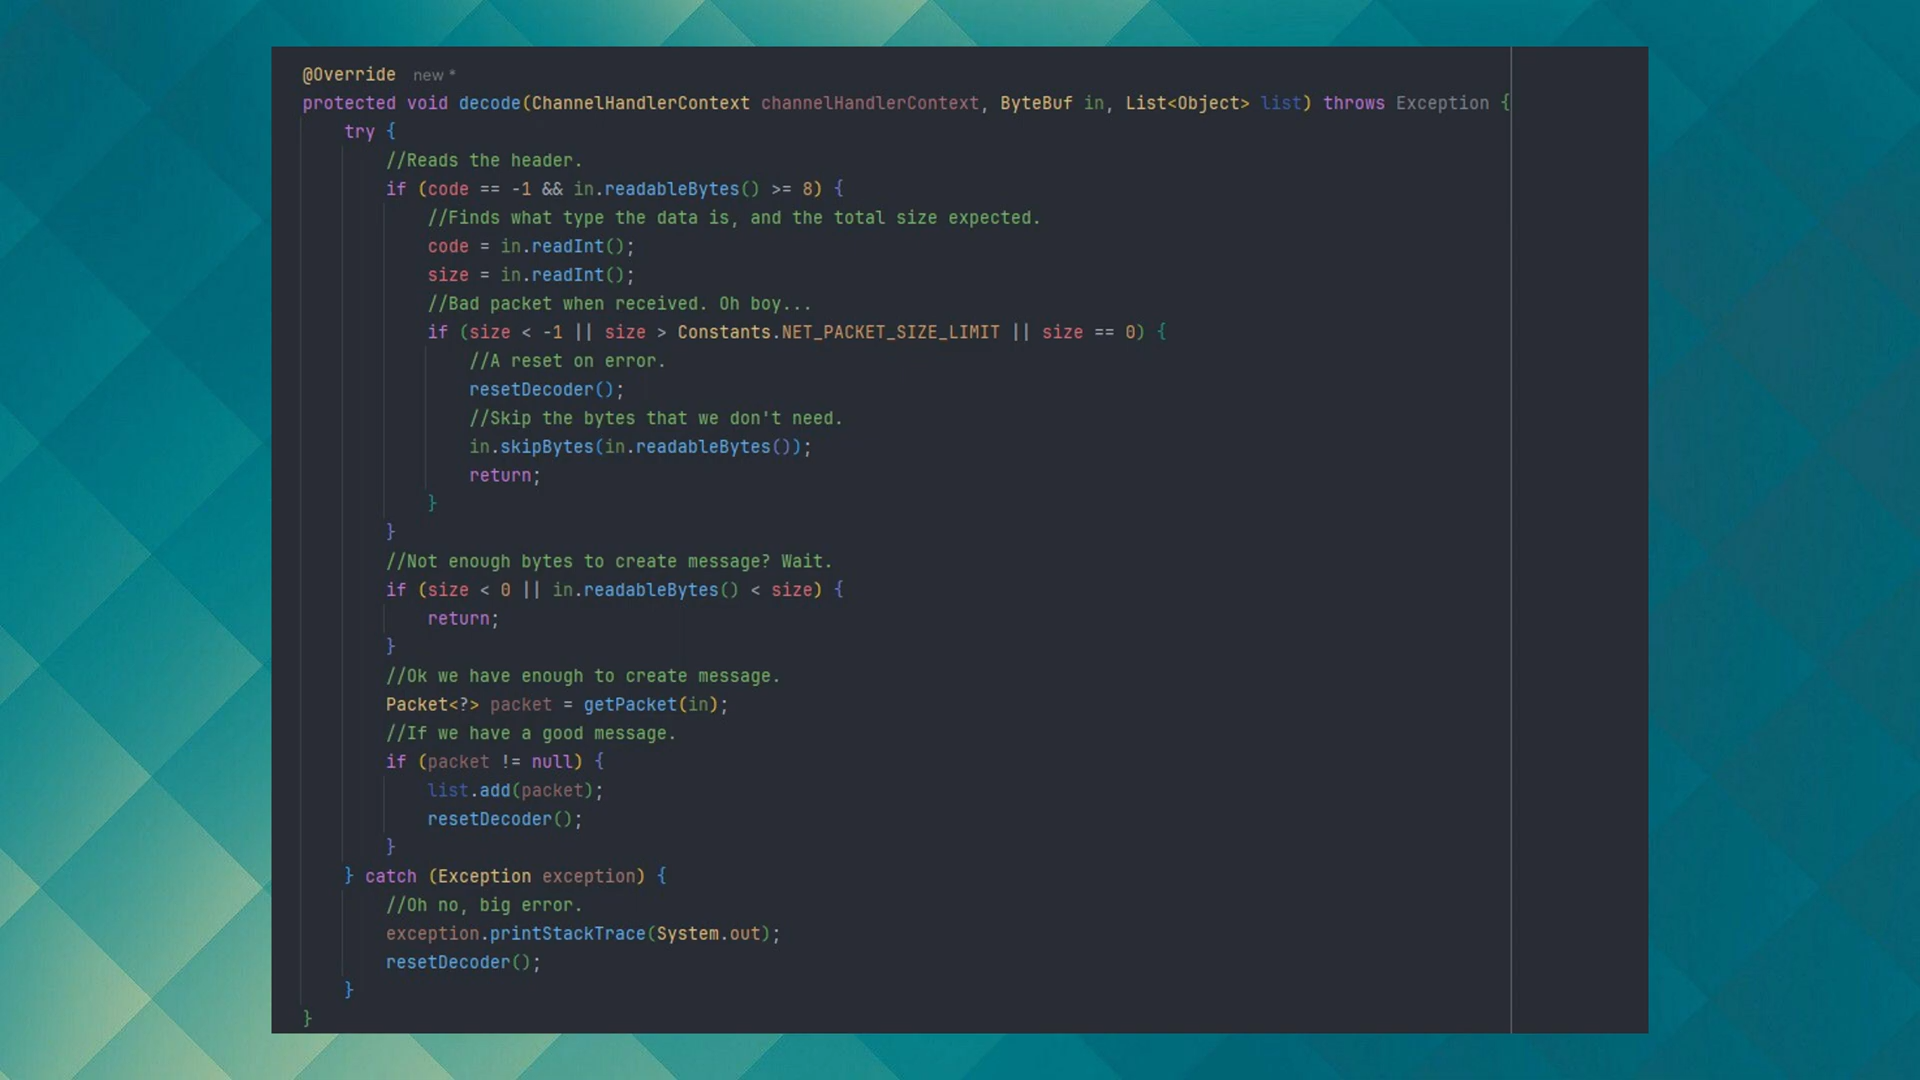 @Override new *
protected void decode(ChannelHandlerContext channelHandlerContext, ByteBuf in, List<Object> list) throws Exception {
try {
//Reads the header.
if (code == -1 && in.readableBytes() >= 8) {
//Finds what type the data is, and the total size expected.
code = in.readInt();
size = in.readInt();
//Bad packet when received. Oh boy...
if (size < -1 || size > Constants.NET_PACKET_SIZE_LIMIT || size == 0) {
//A reset on error.
resetDecoder();
//Skip the bytes that we don't need.
in.skipBytes(in.readableBytes());
return;
}
}
//Not enough bytes to create message? Wait.
if (size < 0 || in.readableBytes() < size) {
return;
}
//Ok we have enough to create message.
Packet<?> packet = getPacket(in);
//If we have a good message.
if (packet != null) {
list.add(packet);
resetDecoder();
}
} catch (Exception exception) {
//Oh no, big error.
exception.printStackTrace(System.out);
resetDecoder();
}
}